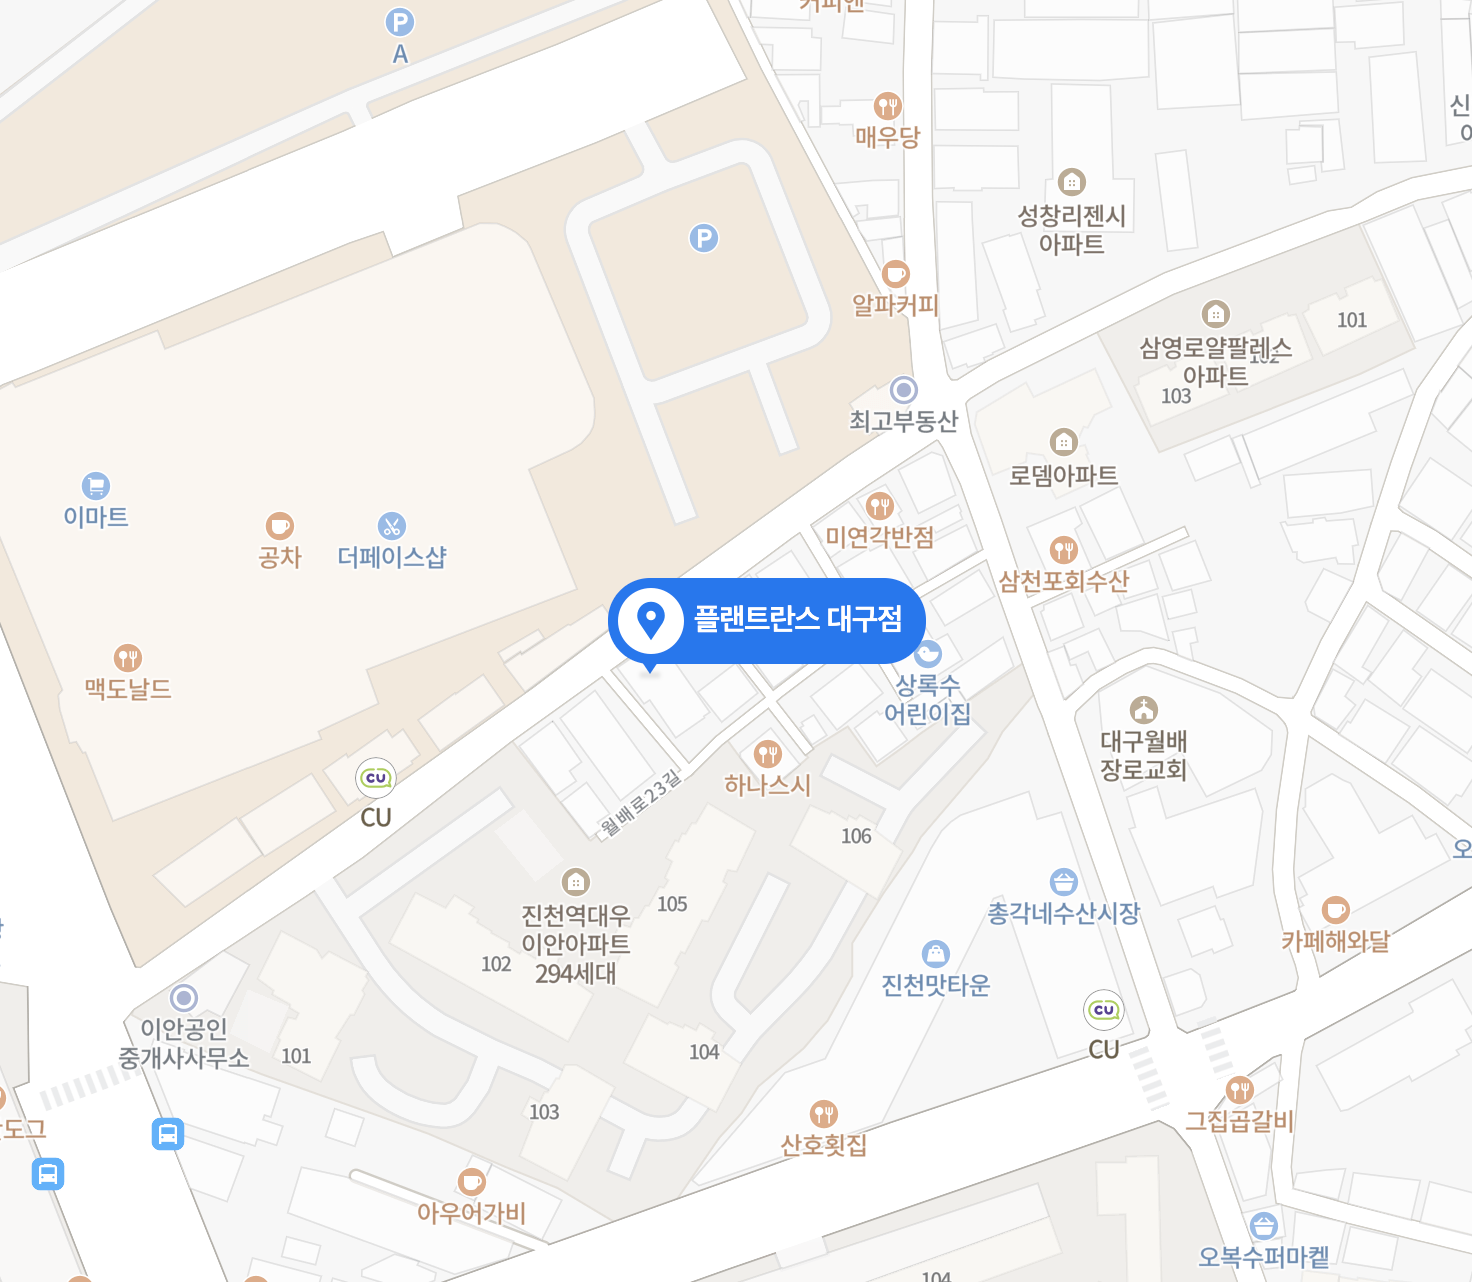 커피앤
P
A
매우당
성창리젠시
아파트
P
알파커피
삼영로얄팔레스
아파트
101
102
103
최고부동산
로뎀아파트
이마트
공차
더페이스샵
미연각반점
삼천포회수산
플랜트란스 대구점
맥도날드
상록수
어린이집
대구월배
장로교회
CU
CU
하나스시
월배로23길
106
105
진천역대우
이안아파트
294세대
102
총각네수산시장
카페해와달
진천맛타운
이안공인
중개사사무소
101
104
CU
CU
103
산호횟집
그집곱갈비
아우어가비
오복수퍼마켙
104